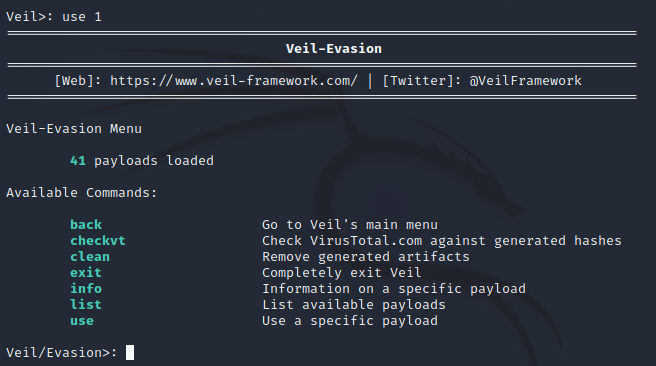 Veil>: use 1
Veil-Evasion
[Web]: https://www.veil-framework.com/ | [Twitter]: @VeilFramework
Veil-Evasion Menu
41 payloads loaded
Available Commands:
back Go to Veil's main menu
checkvt Check VirusTotal.com against generated hashes
clean Remove generated artifacts
exit Completely exit Veil
info Information on a specific payload
list List available payloads
use Use a specific payload
Veil/Evasion>: